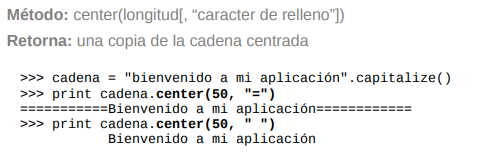 Método: center(longitud[, “caracter de relleno”])
Retorna: una copia de la cadena centrada
>>> cadena = "bienvenido a mi aplicación".capitalize()
>>> print cadena.center(50, "=")
===========Bienvenido a mi aplicación============
>>> print cadena.center(50, " ")
           Bienvenido a mi aplicación